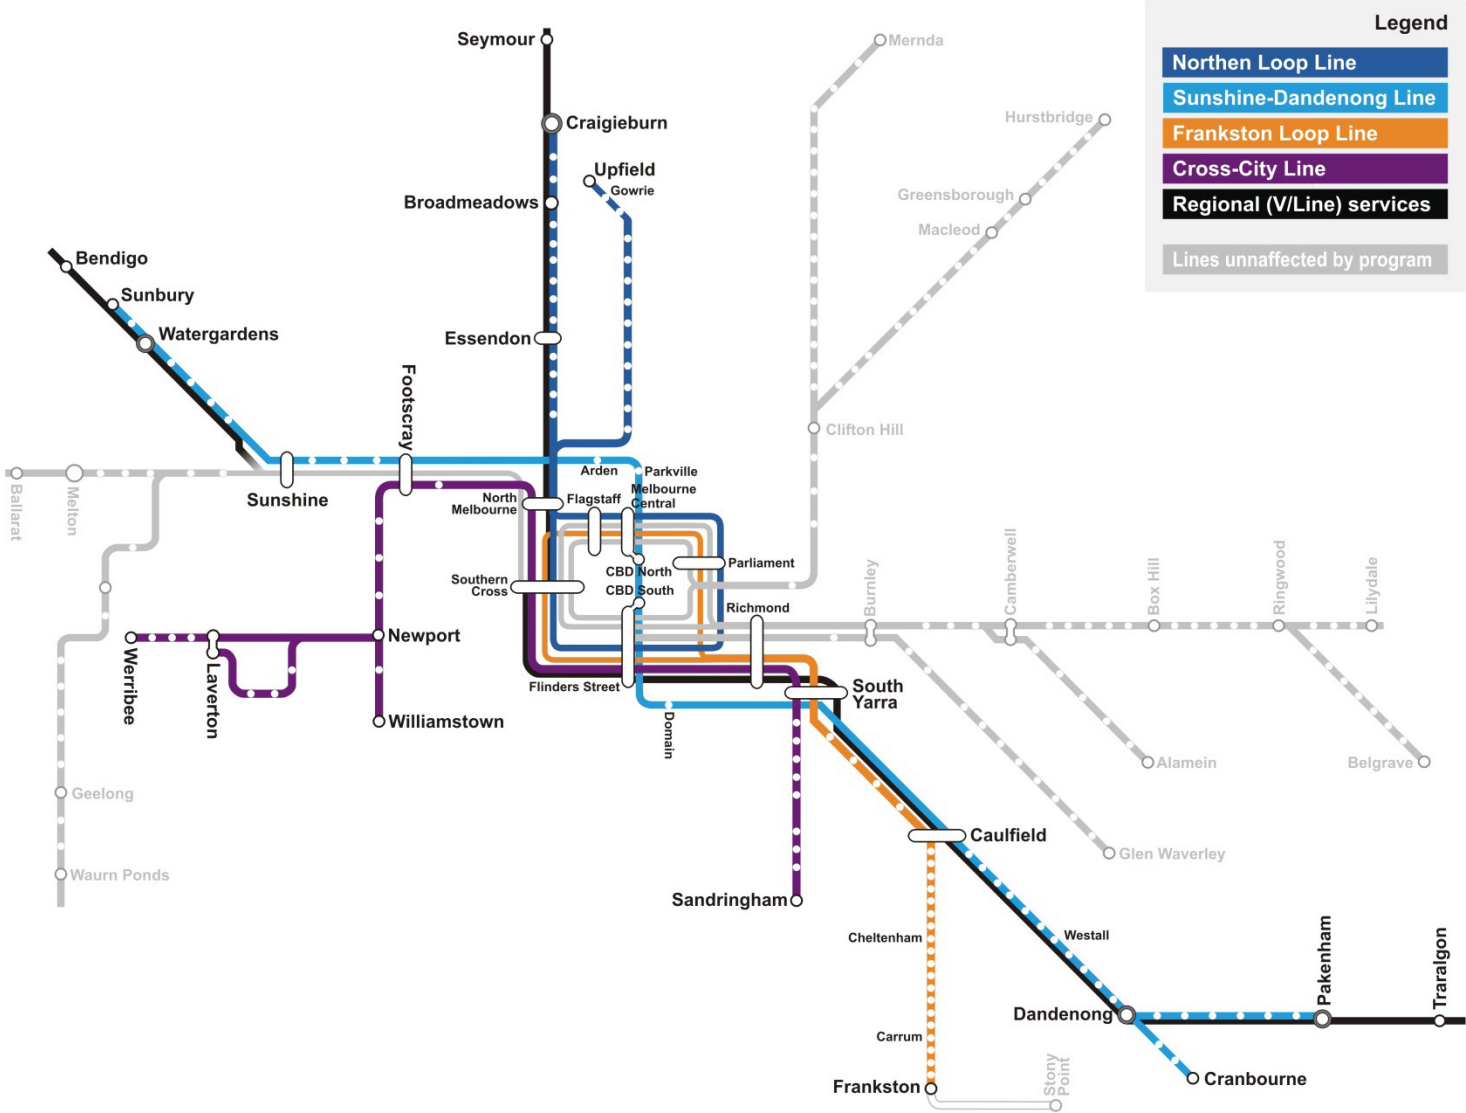 Legend
Northen Loop Line
Sunshine-Dandenong Line
Frankston Loop Line
Cross-City Line
Regional (V/Line) services
Lines unnaffected by program
Seymour
Mernda
Craigieburn
Hurstbridge
Upfield
Gowrie
Broadmeadows
Greensborough
Macleod
Bendigo
Sunbury
Watergardens
Essendon
Footscray
Clifton Hill
Ballarat
Melton
Sunshine
Arden
Parkville
North
Melbourne
Flagstaff
Melbourne
Central
Southern
Cross
CBD North
CBD South
Parliament
Richmond
Burnley
Camberwell
Box Hill
Ringwood
Lilydale
Newport
Werribee
Laverton
Williamstown
Flinders Street
Domain
South
Yarra
Geelong
Alamein
Belgrave
Waurn Ponds
Caulfield
Glen Waverley
Sandringham
Cheltenham
Westall
Pakenham
Traralgon
Dandenong
Carrum
Frankston
Stony
Point
Cranbourne